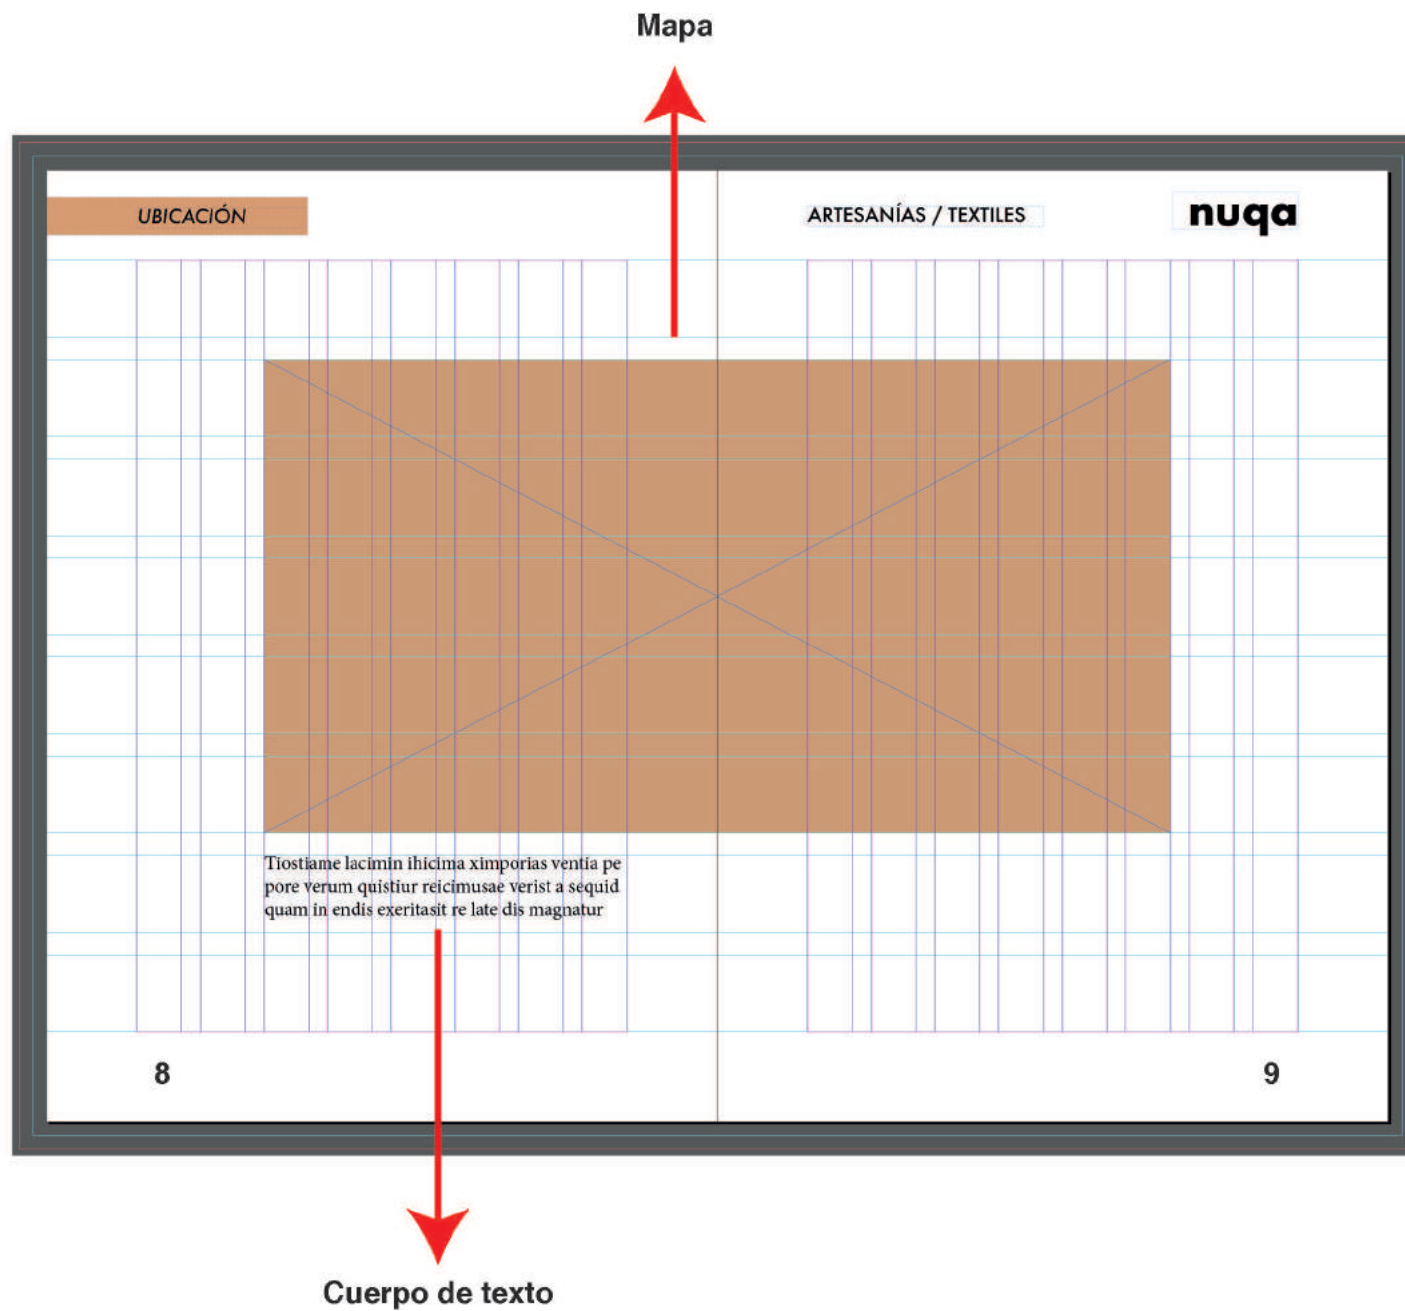 Mapa
UBICACIÓN
ARTESANÍAS / TEXTILES
nuqa
Tiostiame lacimin ihicima ximporias ventia pe
pore verum quistiur reicimusae verist a sequid
quam in endis exeritasit re late dis magnatur
8
9
Cuerpo de texto